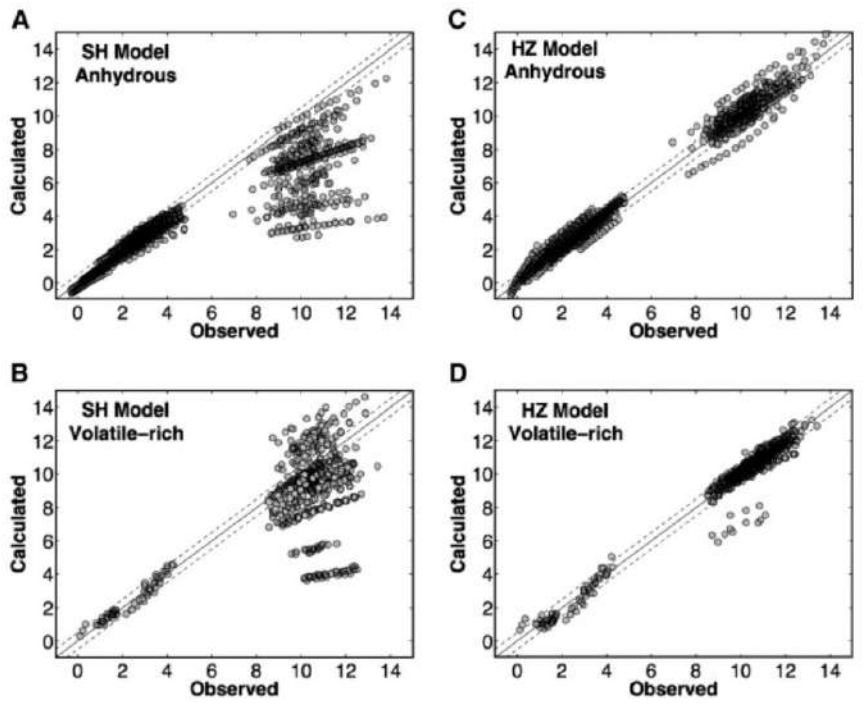 A
SH Model
Anhydrous
Calculated
14
12
10
8
6
4
2
0
0 2 4 6 8 10 12 14
Observed
C
HZ Model
Anhydrous
Calculated
14
12
10
8
6
4
2
0
0 2 4 6 8 10 12 14
Observed
B
SH Model
Volatile–rich
Calculated
14
12
10
8
6
4
2
0
0 2 4 6 8 10 12 14
Observed
D
HZ Model
Volatile–rich
Calculated
14
12
10
8
6
4
2
0
0 2 4 6 8 10 12 14
Observed